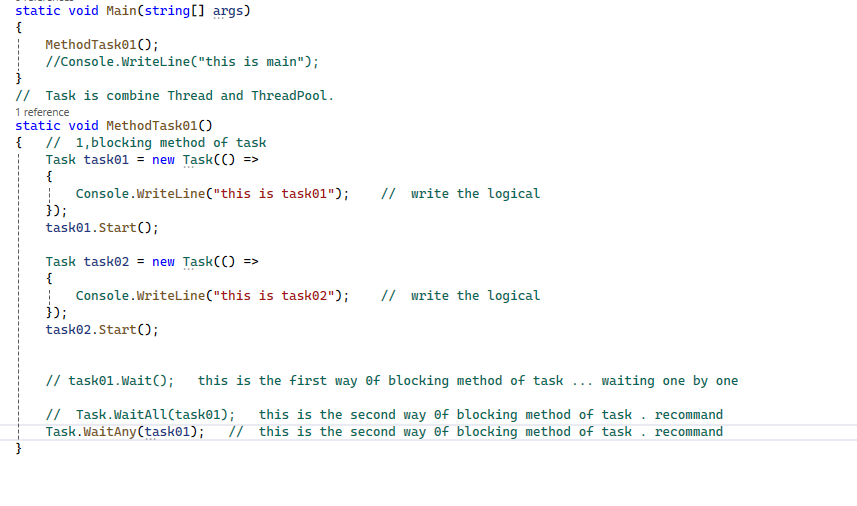 static void Main(string[] args)
{
MethodTask01();
//Console.WriteLine("this is main");
}
// Task is combine Thread and ThreadPool.
1 reference
static void MethodTask01()
{ // 1,blocking method of task
Task task01 = new Task(() =>
{
Console.WriteLine("this is task01"); // write the logical
});
task01.Start();
Task task02 = new Task(() =>
{
Console.WriteLine("this is task02"); // write the logical
});
task02.Start();
// task01.Wait(); this is the first way 0f blocking method of task ... waiting one by one
// Task.WaitAll(task01); this is the second way 0f blocking method of task . recommand
Task.WaitAny(task01); // this is the second way 0f blocking method of task . recommand
}